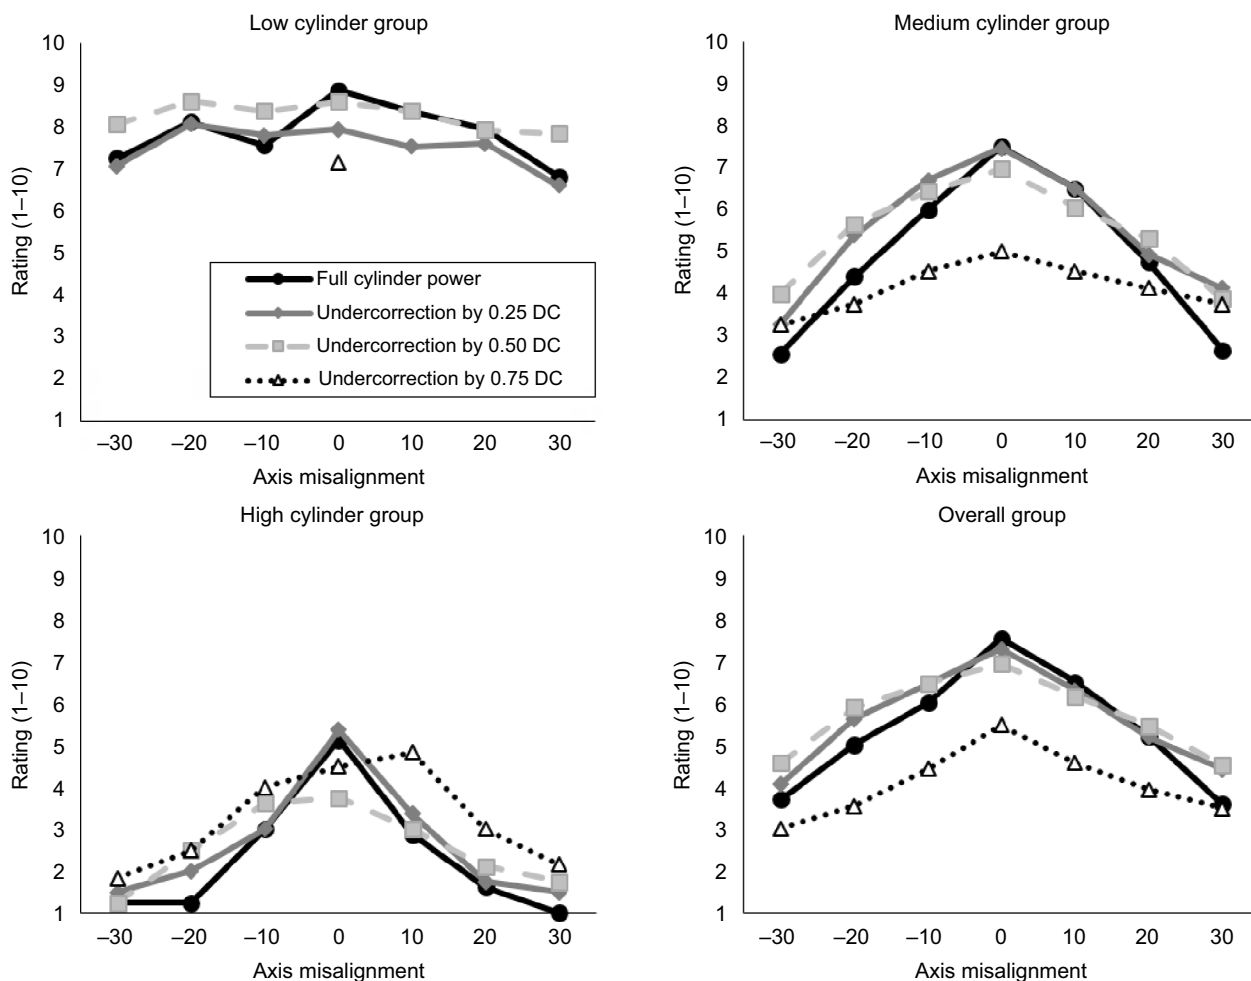 Low cylinder group
10
9
8
7
6
5
4
3
2
1
Rating (1–10)
Full cylinder power
Undercorrection by 0.25 DC
Undercorrection by 0.50 DC
Undercorrection by 0.75 DC
–30 –20 –10 0 10 20 30
Axis misalignment
Medium cylinder group
10
9
8
7
6
5
4
3
2
1
Rating (1–10)
–30 –20 –10 0 10 20 30
Axis misalignment
High cylinder group
10
9
8
7
6
5
4
3
2
1
Rating (1–10)
–30 –20 –10 0 10 20 30
Axis misalignment
Overall group
10
9
8
7
6
5
4
3
2
1
Rating (1–10)
–30 –20 –10 0 10 20 30
Axis misalignment